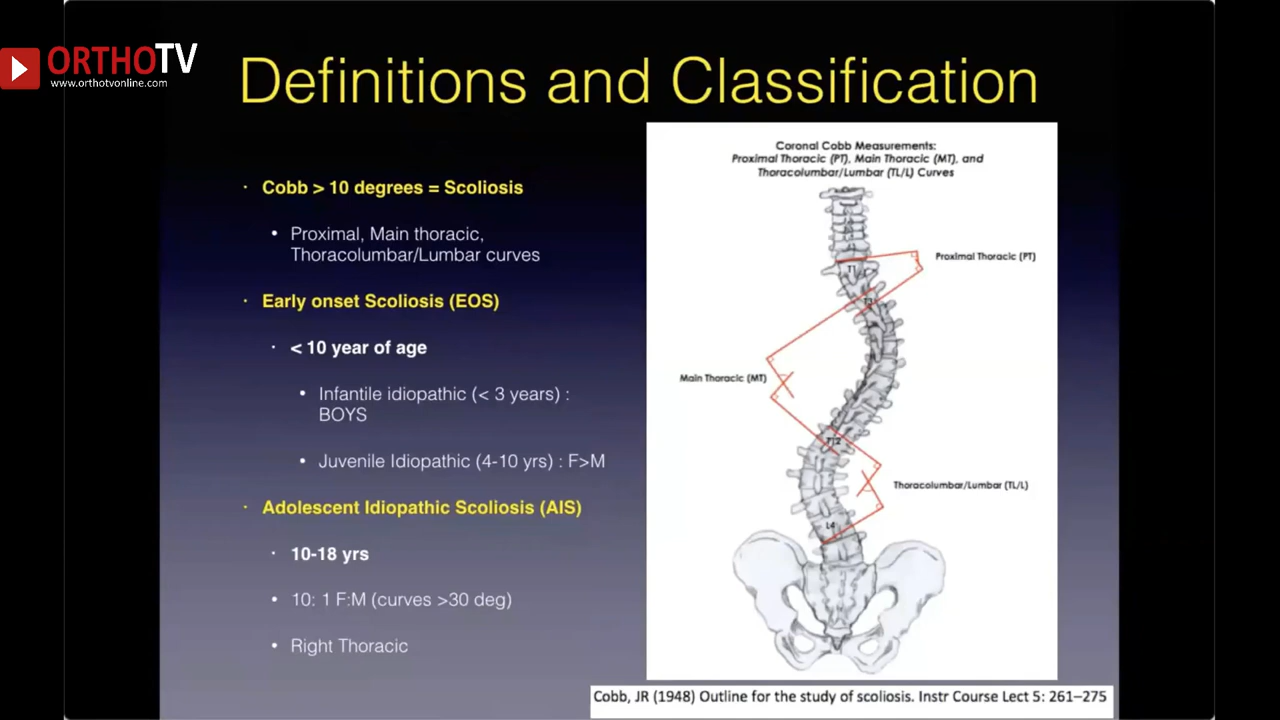 ORTHOTV
www.orthotvonline.com
Definitions and Classification
· Cobb > 10 degrees = Scoliosis
• Proximal, Main thoracic,
Thoracolumbar/Lumbar curves
· Early onset Scoliosis (EOS)
· < 10 year of age
• Infantile idiopathic (< 3 years) :
BOYS
• Juvenile Idiopathic (4-10 yrs) : F>M
· Adolescent Idiopathic Scoliosis (AIS)
· 10-18 yrs
• 10: 1 F:M (curves >30 deg)
• Right Thoracic
Coronal Cobb Measurements:
Proximal Thoracic (PT), Main Thoracic (MT), and
Thoracolumbar/Lumbar (TL/L) Curves
Proximal Thoracic (PT)
T1
Main Thoracic (MT)
T12
Thoracolumbar/Lumbar (TL/L)
L4
Cobb, JR (1948) Outline for the study of scoliosis. Instr Course Lect 5: 261–275